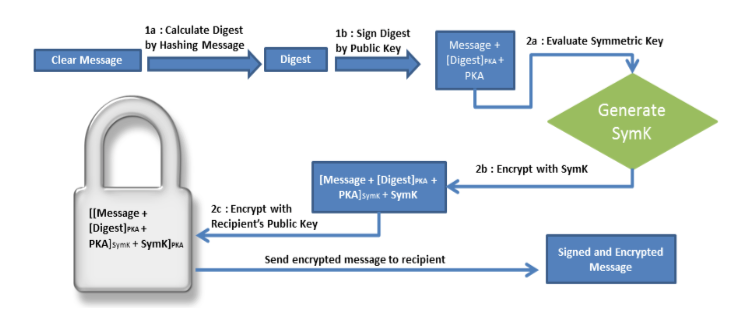 1a : Calculate Digest
by Hashing Message
1b : Sign Digest
by Public Key
2a : Evaluate Symmetric Key
Clear Message
Digest
Message +
[Digest]PKA +
PKA
Generate
SymK
2b : Encrypt with SymK
[Message + [Digest]PKA +
PKA]SymK + SymK
2c : Encrypt with
Recipient's Public Key
[[Message +
[Digest]PKA +
PKA]SymK + SymK]PKA
Send encrypted message to recipient
Signed and Encrypted
Message